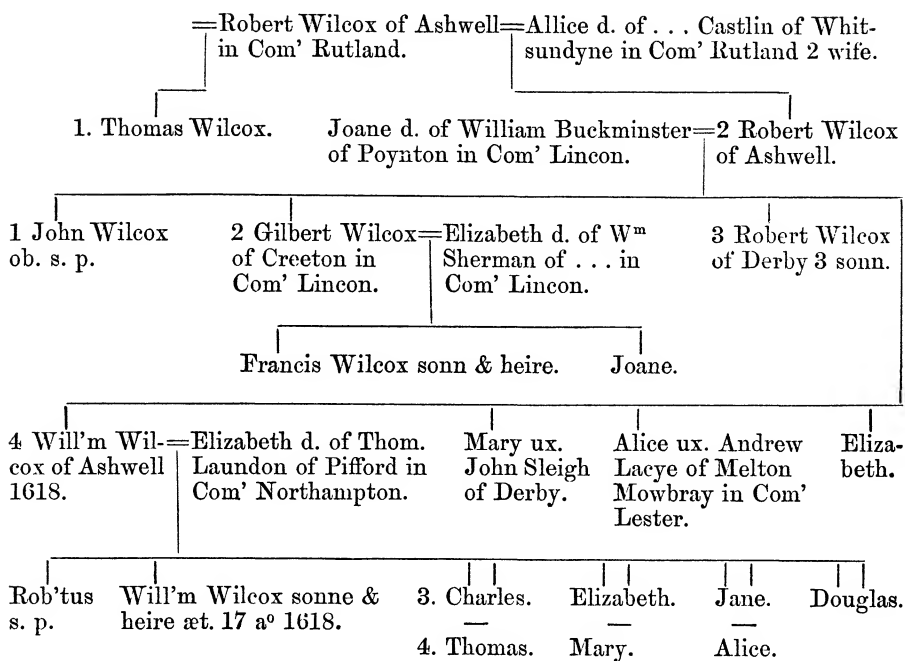 =Robert Wilcox of Ashwell=Allice d. of . . . Castlin of Whit-
in Com' Rutland. sundyne in Com' Rutland 2 wife.
1. Thomas Wilcox. Joane d. of William Buckminster=2 Robert Wilcox
of Poynton in Com' Lincon. of Ashwell.
1 John Wilcox 2 Gilbert Wilcox=Elizabeth d. of Wᵐ 3 Robert Wilcox
ob. s. p. of Creeton in Sherman of . . . in of Derby 3 sonn.
Com' Lincon. Com' Lincon.
Francis Wilcox sonn & heire. Joane.
4 Will'm Wil-=Elizabeth d. of Thom. Mary ux. Alice ux. Andrew Eliza-
cox of Ashwell Laundon of Pifford in John Sleigh Lacye of Melton beth.
1618. Com' Northampton. of Derby. Mowbray in Com'
Lester.
Rob'tus Will'm Wilcox sonne & 3. Charles. Elizabeth. Jane. Douglas.
s. p. heire æt. 17 aº 1618.
4. Thomas. Mary. Alice.